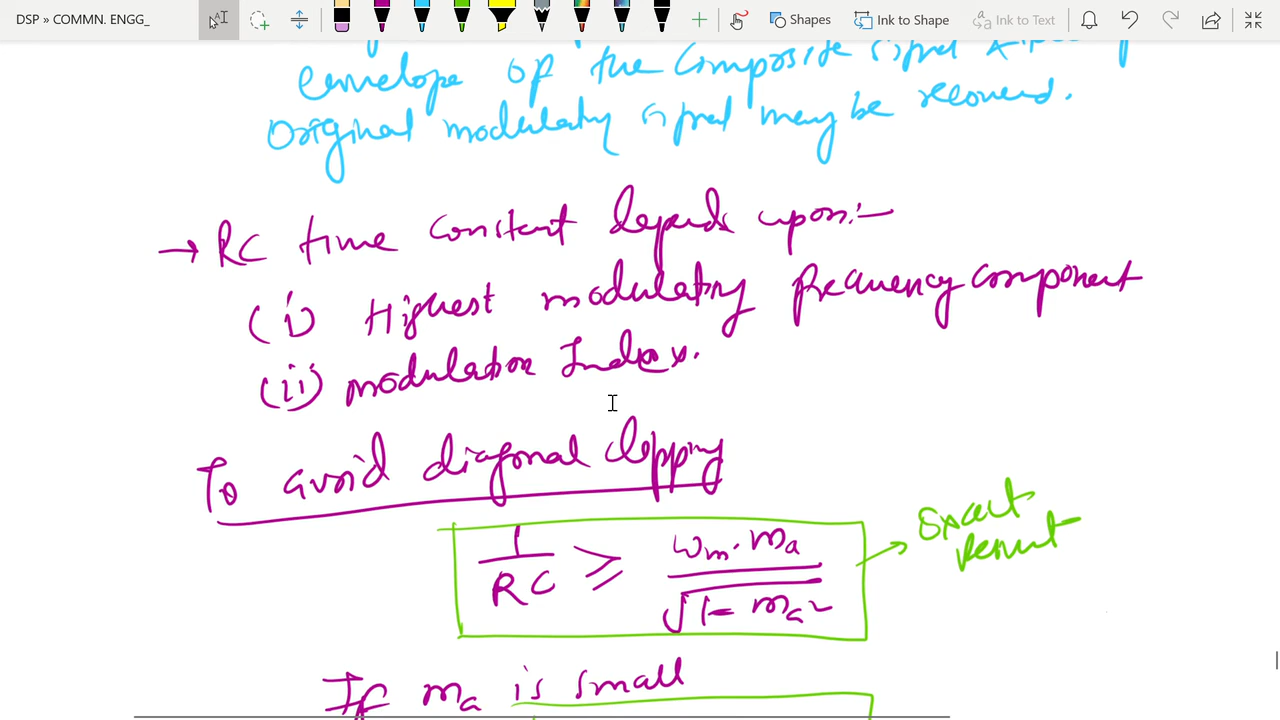 DSP » COMMN. ENGG_
Shapes
Ink to Shape
Ink to Text
envelope of the composite signal
Original modulating signal may be recovered.
→ RC time constant depends upon:-
(i) Highest modulating frequency component
(ii) modulation Index.
To avoid diagonal clipping
1/RC ≥ ωm·ma/√1-ma²
→ Exact result
If ma is small